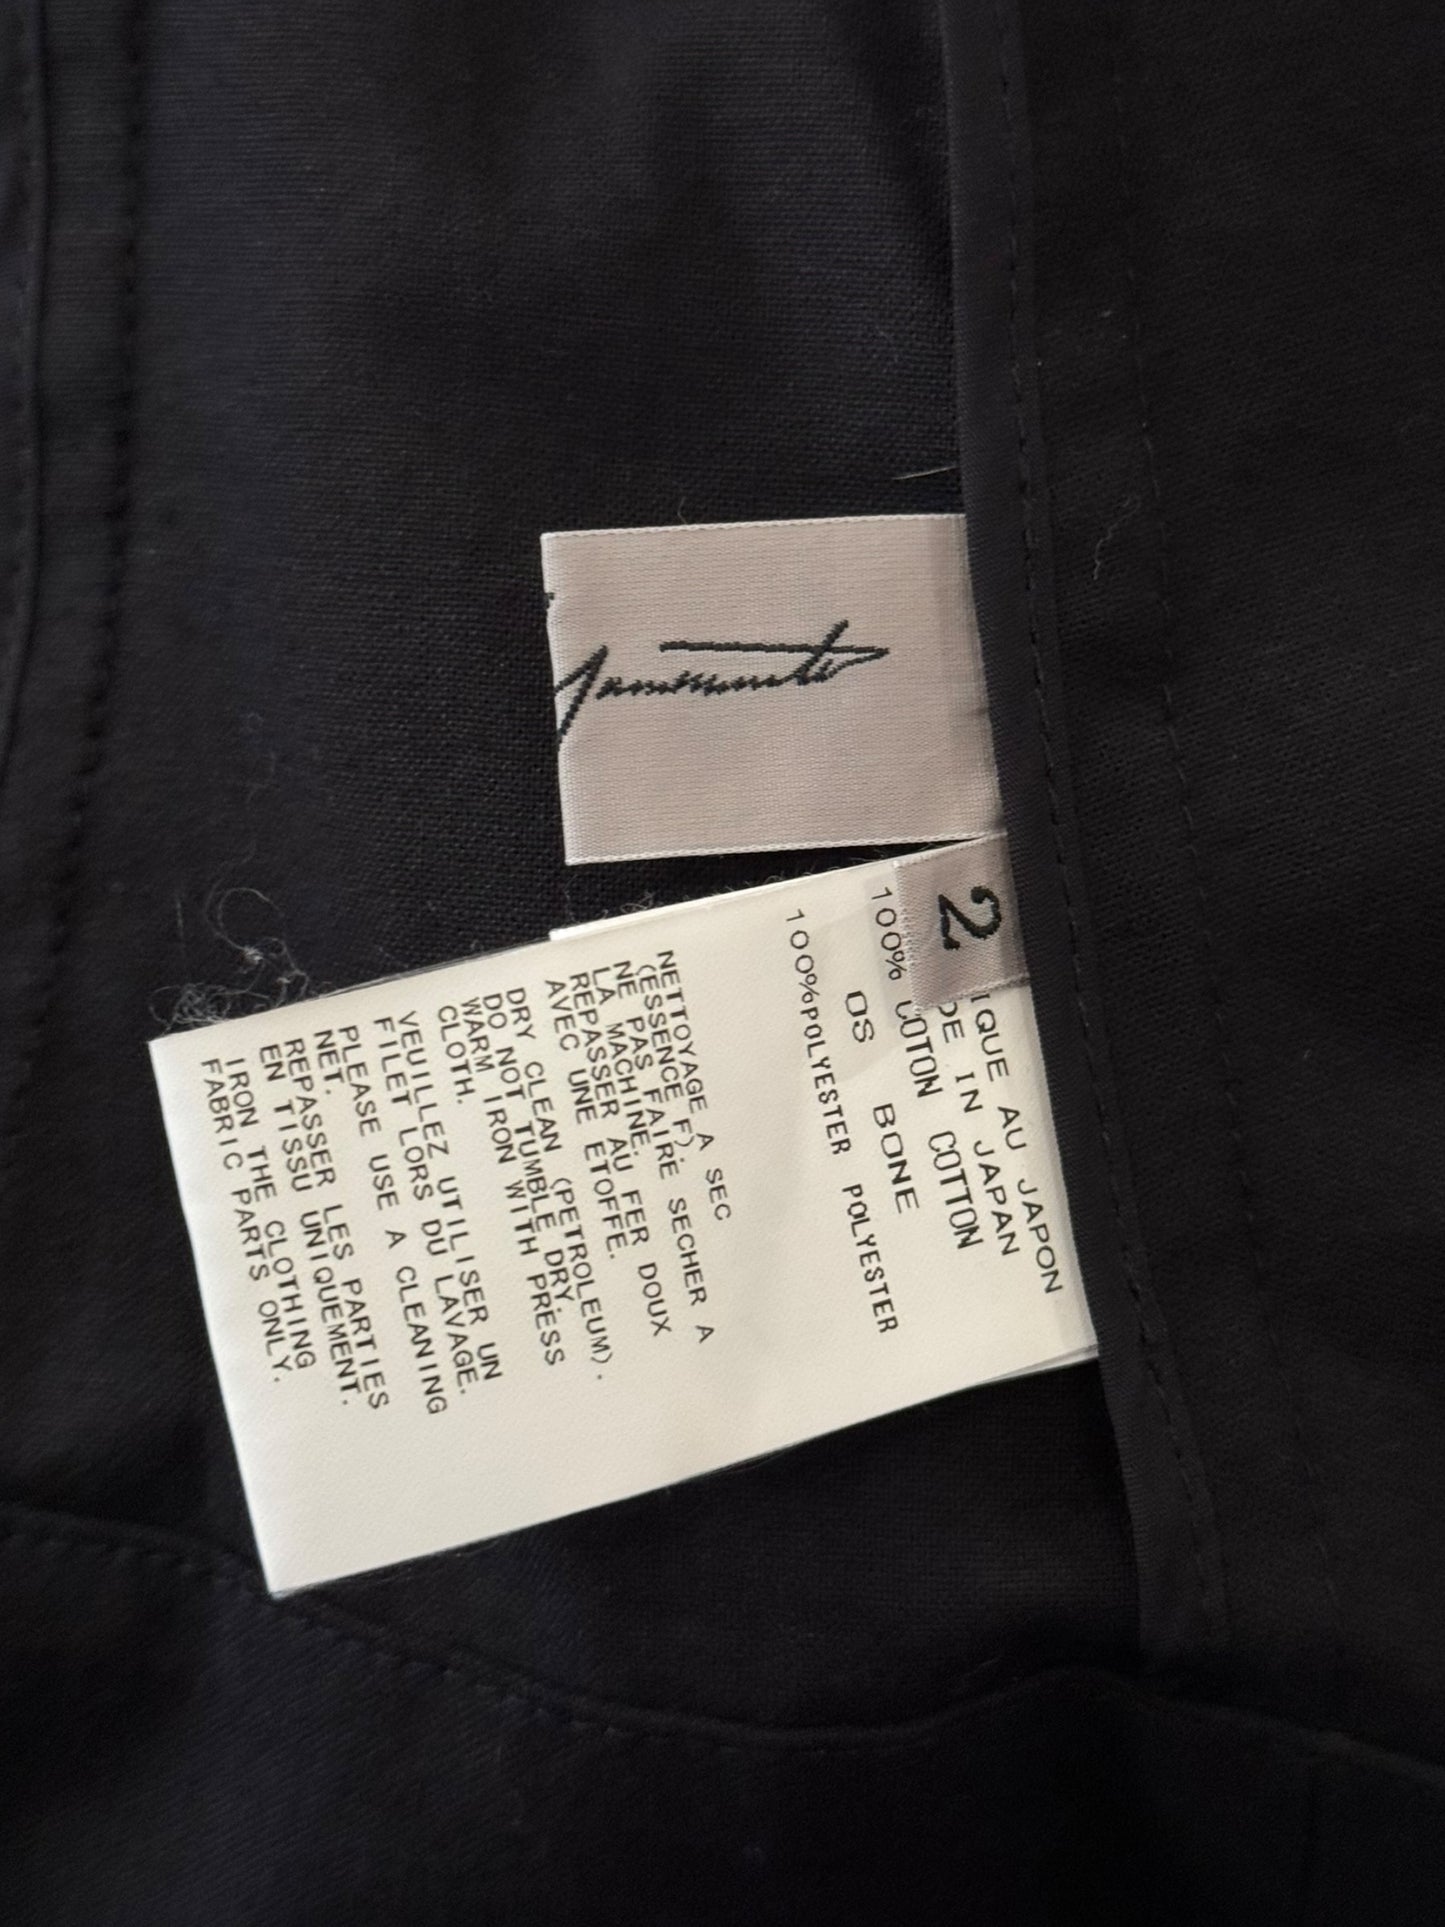 Yamamoto
2
IQUE AU JAPON
DE IN JAPAN
100% COTON COTTON
OS BONE
100%POLYESTER POLYESTER
NETTOYAGE A SEC
(ESSENCE F).
NE PAS FAIRE SECHER A
LA MACHINE.
REPASSER AU FER DOUX
AVEC UNE ETOFFE.
DRY CLEAN (PETROLEUM).
DO NOT TUMBLE DRY.
WARM IRON WITH PRESS
CLOTH.
VEUILLEZ UTILISER UN
FILET LORS DU LAVAGE.
PLEASE USE A CLEANING
NET.
REPASSER LES PARTIES
EN TISSU UNIQUEMENT.
IRON THE CLOTHING
FABRIC PARTS ONLY.